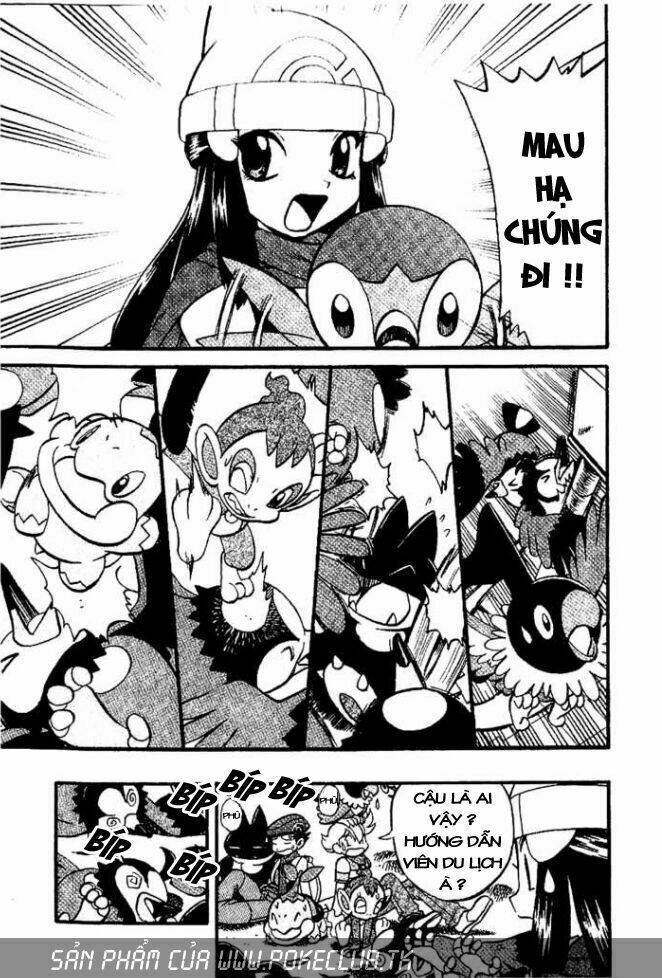 MAU
HẠ
CHÚNG
ĐI !!
BÍP
BÍP
BÍP
BÍP
BÍP
PHÙ
PHÙ
CẬU LÀ AI
VẬY ?
HƯỚNG DẪN
VIÊN DU LỊCH
À ?
SẢN PHẨM CỦA WWW.POKECLUB.TK